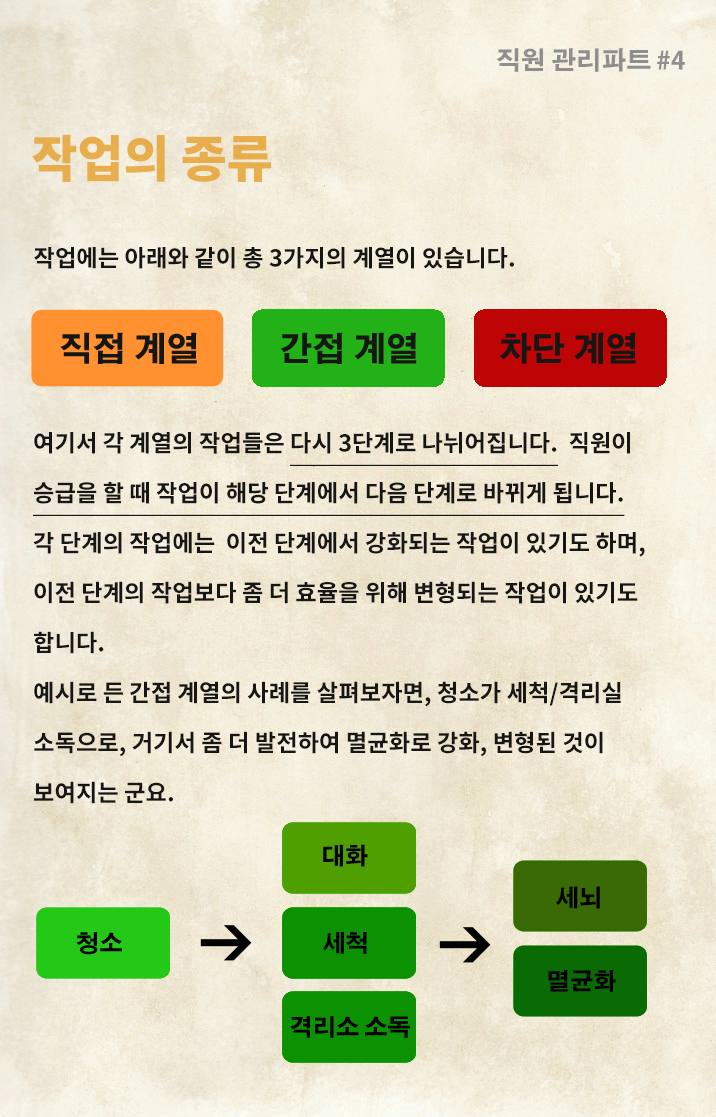 직원 관리파트 #4
작업의 종류
작업에는 아래와 같이 총 3가지의 계열이 있습니다.
직접 계열 간접 계열 차단 계열
여기서 각 계열의 작업들은 다시 3단계로 나뉘어집니다. 직원이
승급을 할 때 작업이 해당 단계에서 다음 단계로 바뀌게 됩니다.
각 단계의 작업에는 이전 단계에서 강화되는 작업이 있기도 하며,
이전 단계의 작업보다 좀 더 효율을 위해 변형되는 작업이 있기도
합니다.
예시로 든 간접 계열의 사례를 살펴보자면, 청소가 세척/격리실
소독으로, 거기서 좀 더 발전하여 멸균화로 강화, 변형된 것이
보여지는 군요.
대화
세뇌
청소 → 세척 →
멸균화
격리소 소독